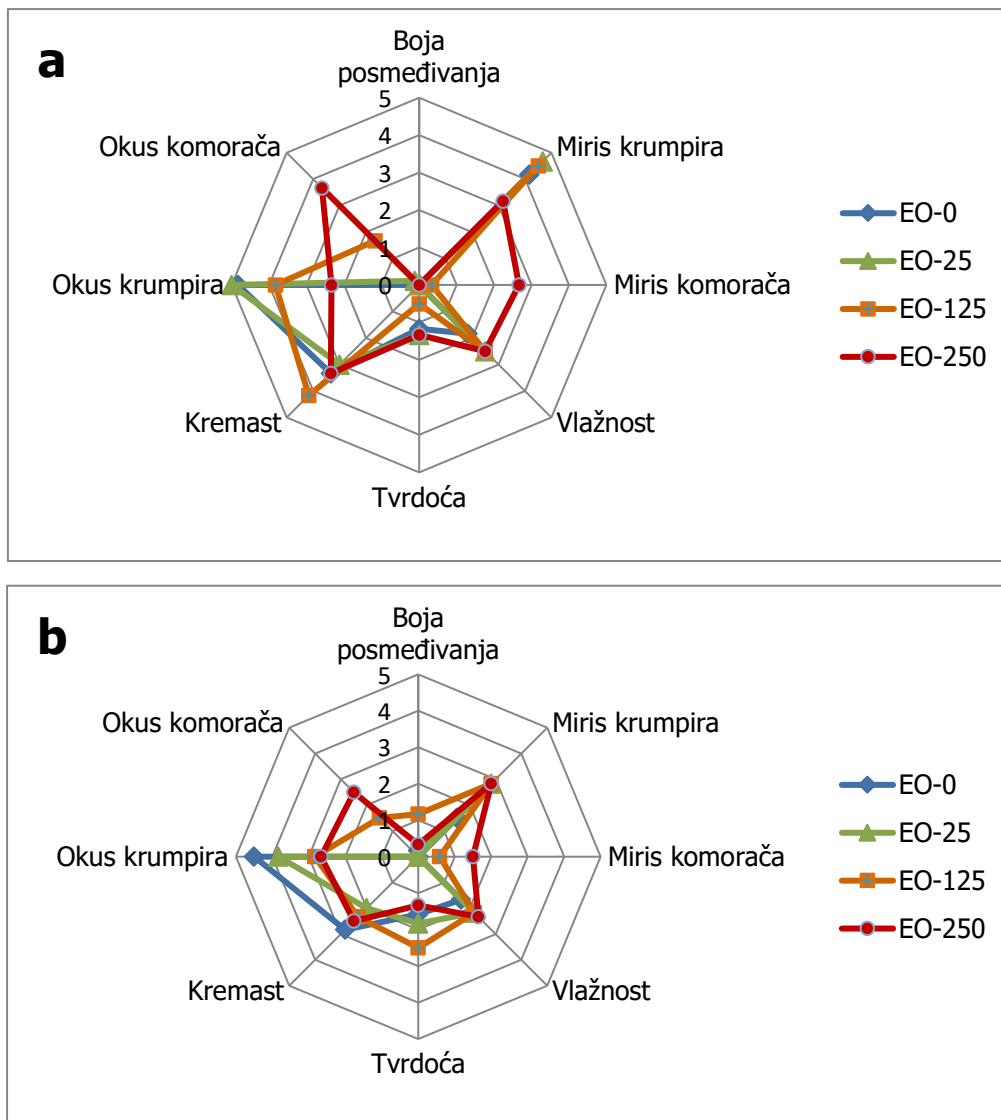 a
Boja
posmeđivanja
5
4
3
2
1
0
Miris krumpira
Miris komorača
Vlažnost
Tvrdoća
Kremast
Okus krumpira
Okus komorača
EO-0
EO-25
EO-125
EO-250
b
Boja
posmeđivanja
5
4
3
2
1
0
Miris krumpira
Miris komorača
Vlažnost
Tvrdoća
Kremast
Okus krumpira
Okus komorača
EO-0
EO-25
EO-125
EO-250